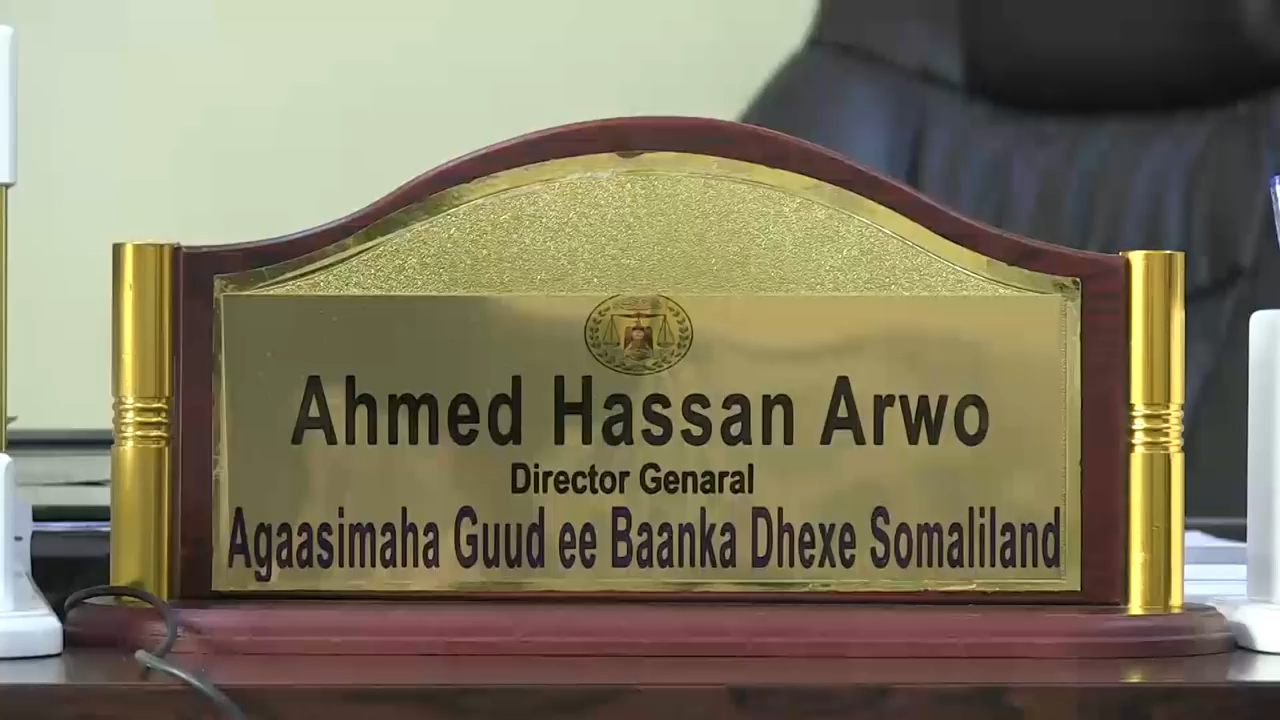 Ahmed Hassan Arwo
Director Genaral
Agaasimaha Guud ee Baanka Dhexe Somaliland